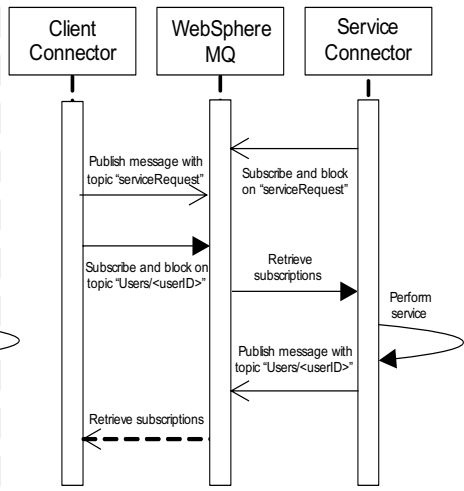 Client
Connector
WebSphere
MQ
Service
Connector
Publish message with
topic “serviceRequest”
Subscribe and block
on “serviceRequest”
Subscribe and block on
topic “Users/<userID>”
Retrieve
subscriptions
Perform
service
Publish message with
topic “Users/<userID>”
Retrieve subscriptions